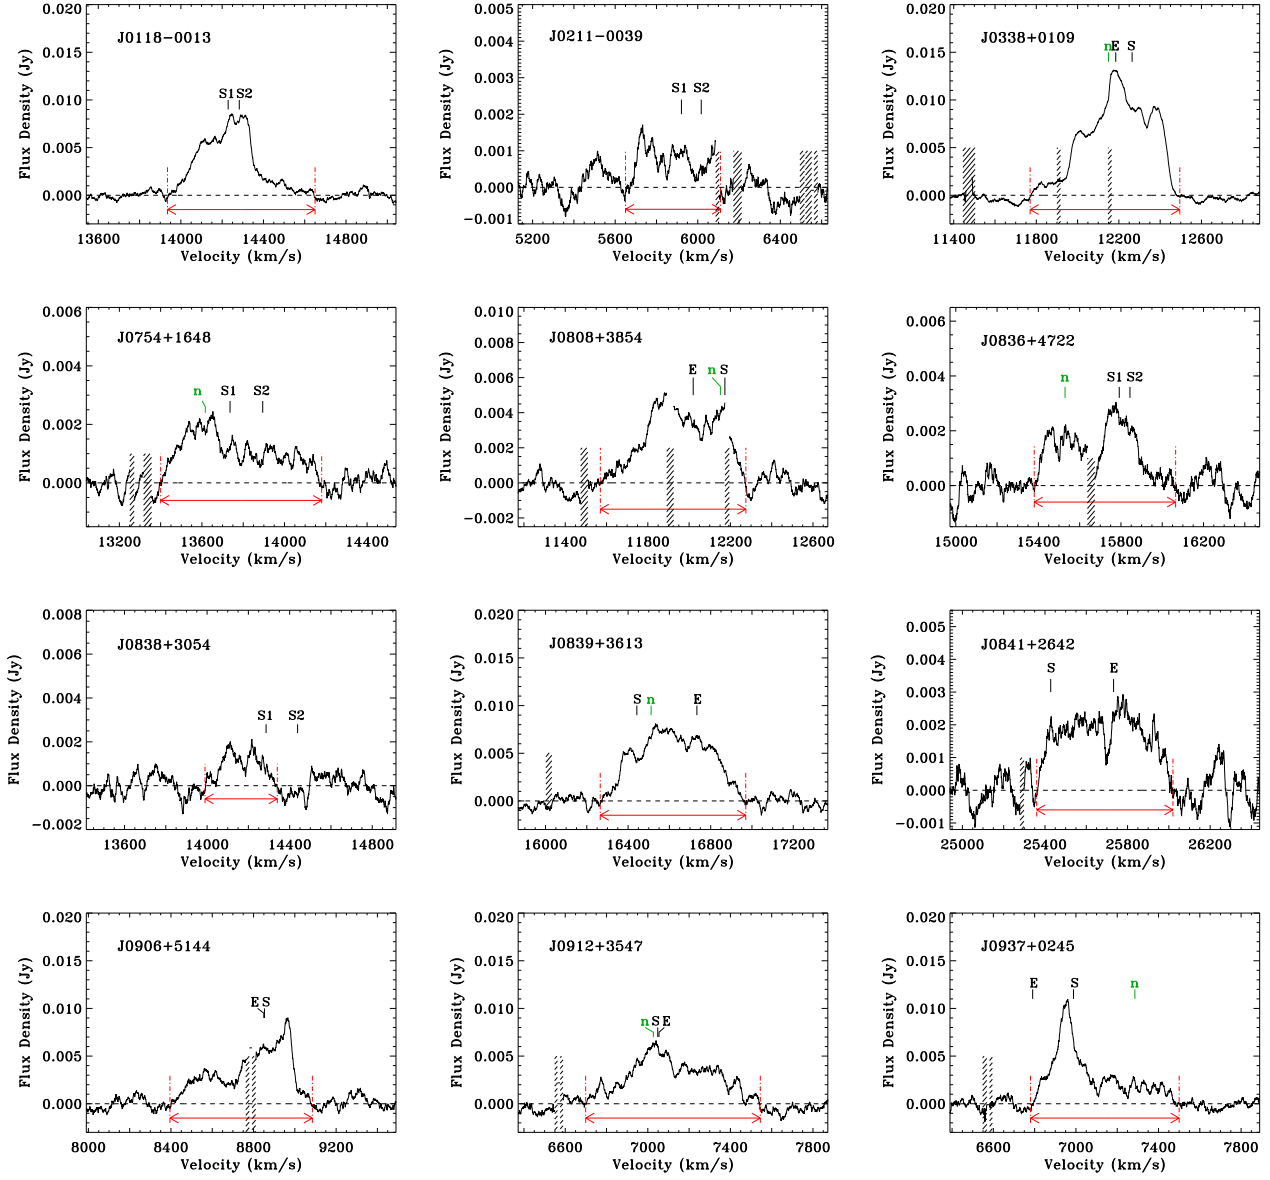 J0118−0013
S1 S2
0.020
0.015
0.010
0.005
0.000
Flux Density (Jy)
13600 14000 14400 14800
Velocity (km/s)
J0211−0039
S1 S2
0.005
0.004
0.003
0.002
0.001
0.000
−0.001
Flux Density (Jy)
5200 5600 6000 6400
Velocity (km/s)
J0338+0109
n E S
0.020
0.015
0.010
0.005
0.000
Flux Density (Jy)
11400 11800 12200 12600
Velocity (km/s)
J0754+1648
n S1 S2
0.006
0.004
0.002
0.000
Flux Density (Jy)
13200 13600 14000 14400
Velocity (km/s)
J0808+3854
E n S
0.010
0.008
0.006
0.004
0.002
0.000
−0.002
Flux Density (Jy)
11400 11800 12200 12600
Velocity (km/s)
J0836+4722
n S1 S2
0.006
0.004
0.002
0.000
Flux Density (Jy)
15000 15400 15800 16200
Velocity (km/s)
J0838+3054
S1 S2
0.008
0.006
0.004
0.002
0.000
−0.002
Flux Density (Jy)
13600 14000 14400 14800
Velocity (km/s)
J0839+3613
S n E
0.020
0.015
0.010
0.005
0.000
Flux Density (Jy)
16000 16400 16800 17200
Velocity (km/s)
J0841+2642
S E
0.005
0.004
0.003
0.002
0.001
0.000
−0.001
Flux Density (Jy)
25000 25400 25800 26200
Velocity (km/s)
J0906+5144
E S
0.020
0.015
0.010
0.005
0.000
Flux Density (Jy)
8000 8400 8800 9200
Velocity (km/s)
J0912+3547
n S E
0.020
0.015
0.010
0.005
0.000
Flux Density (Jy)
6600 7000 7400 7800
Velocity (km/s)
J0937+0245
E S n
0.020
0.015
0.010
0.005
0.000
Flux Density (Jy)
6600 7000 7400 7800
Velocity (km/s)